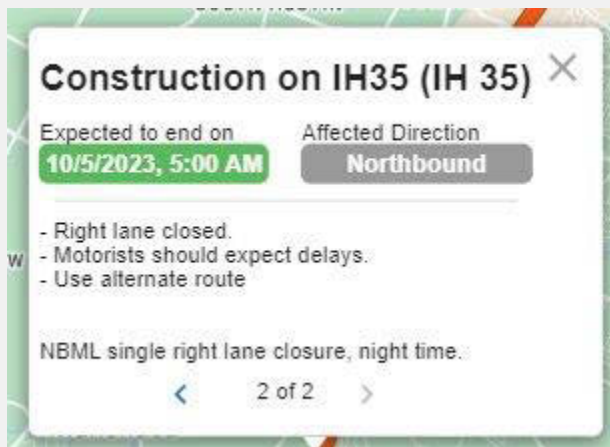 Construction on IH35 (IH 35)
Expected to end on Affected Direction
10/5/2023, 5:00 AM Northbound
- Right lane closed.
- Motorists should expect delays.
- Use alternate route
NBML single right lane closure, night time.
2 of 2